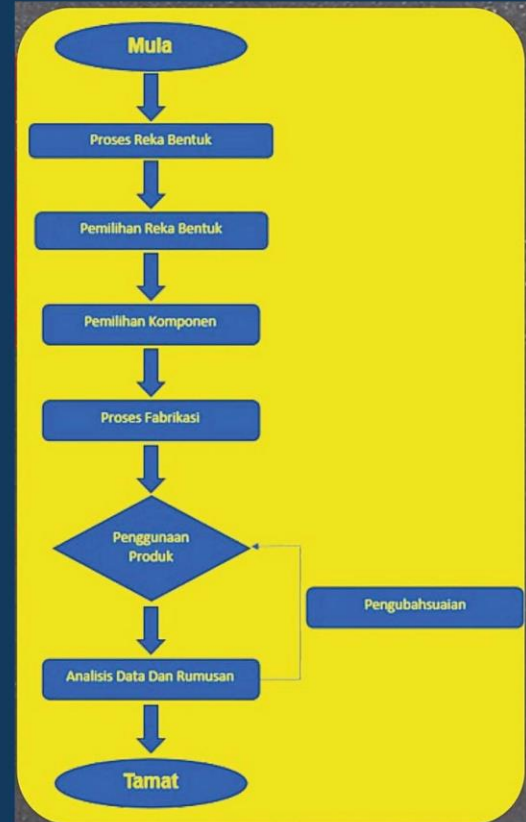 Mula
Proses Reka Bentuk
Pemilihan Reka Bentuk
Pemilihan Komponen
Proses Fabrikasi
Penggunaan
Produk
Pengubahsuaian
Analisis Data Dan Rumusan
Tamat